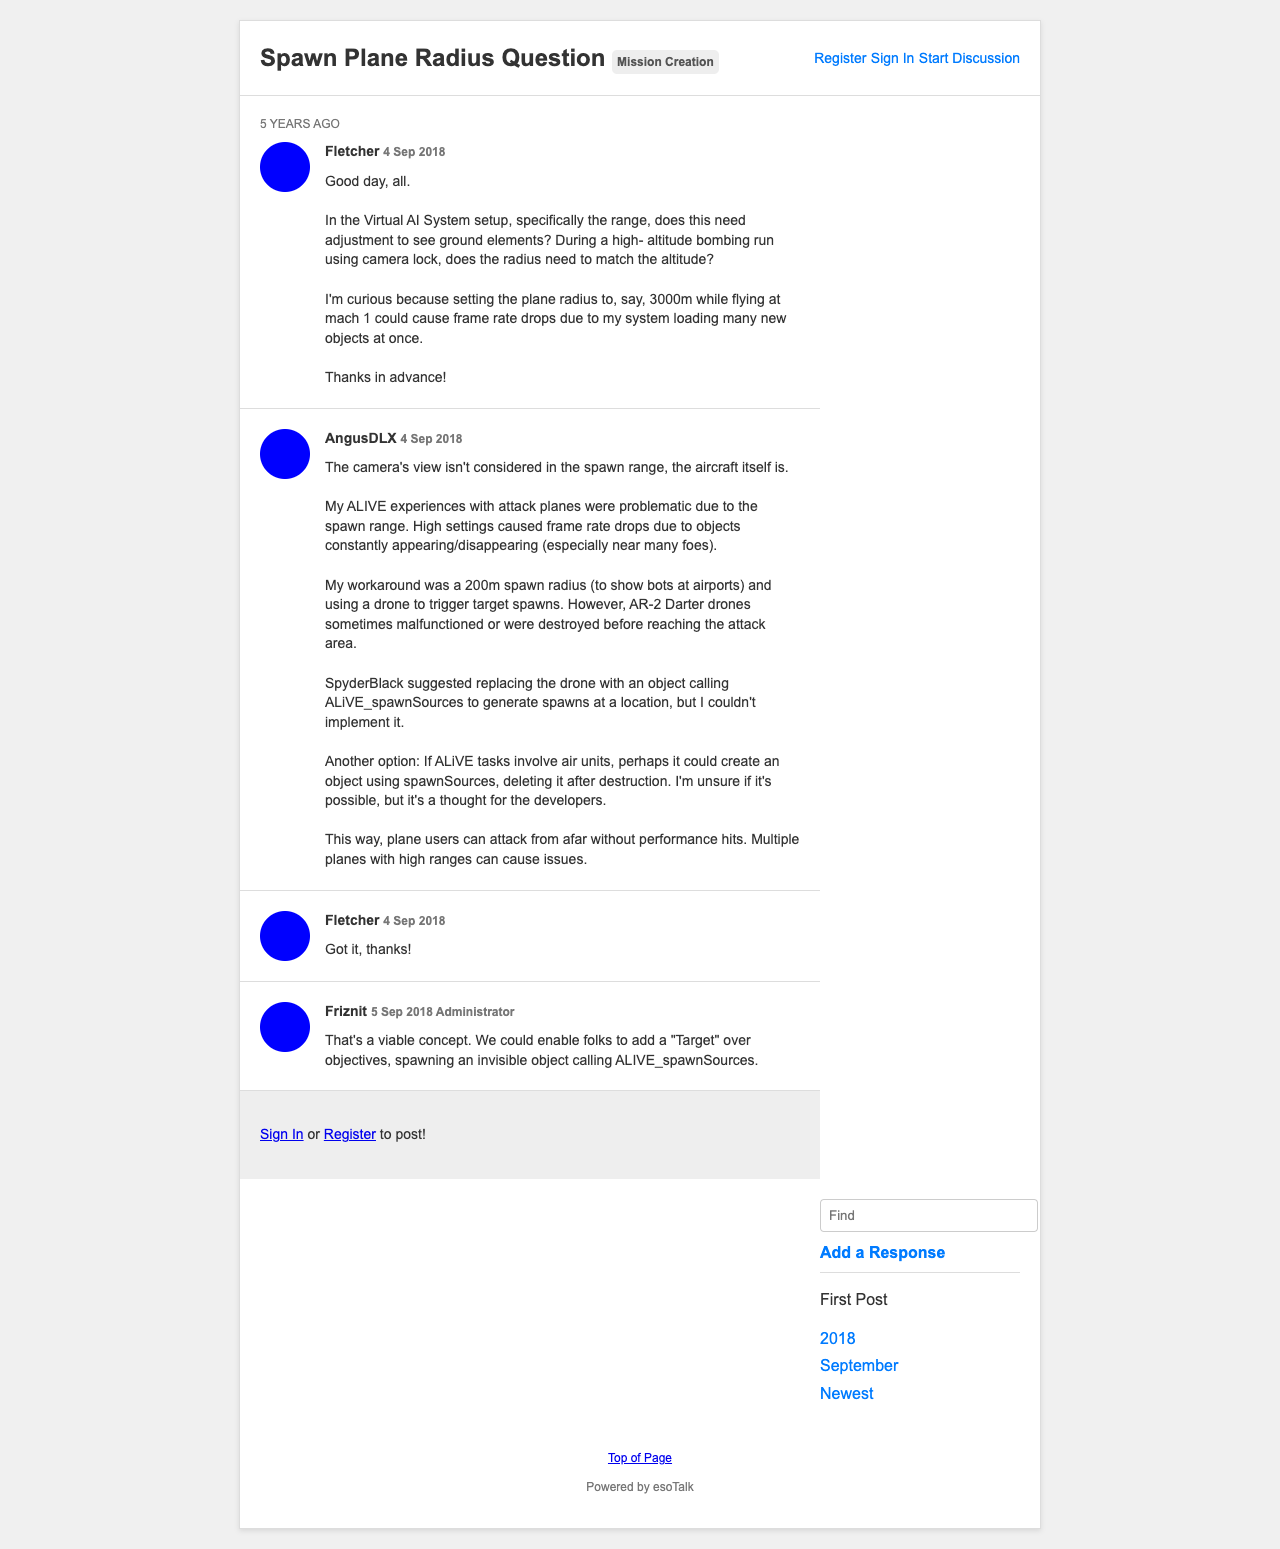 Spawn Plane Radius Question Mission Creation
Register Sign In Start Discussion
5 YEARS AGO
Fletcher 4 Sep 2018
Good day, all.
In the Virtual AI System setup, specifically the range, does this need
adjustment to see ground elements? During a high- altitude bombing run
using camera lock, does the radius need to match the altitude?
I'm curious because setting the plane radius to, say, 3000m while flying at
mach 1 could cause frame rate drops due to my system loading many new
objects at once.
Thanks in advance!
AngusDLX 4 Sep 2018
The camera's view isn't considered in the spawn range, the aircraft itself is.
My ALIVE experiences with attack planes were problematic due to the
spawn range. High settings caused frame rate drops due to objects
constantly appearing/disappearing (especially near many foes).
My workaround was a 200m spawn radius (to show bots at airports) and
using a drone to trigger target spawns. However, AR-2 Darter drones
sometimes malfunctioned or were destroyed before reaching the attack
area.
SpyderBlack suggested replacing the drone with an object calling
ALiVE_spawnSources to generate spawns at a location, but I couldn't
implement it.
Another option: If ALiVE tasks involve air units, perhaps it could create an
object using spawnSources, deleting it after destruction. I'm unsure if it's
possible, but it's a thought for the developers.
This way, plane users can attack from afar without performance hits. Multiple
planes with high ranges can cause issues.
Fletcher 4 Sep 2018
Got it, thanks!
Friznit 5 Sep 2018 Administrator
That's a viable concept. We could enable folks to add a "Target" over
objectives, spawning an invisible object calling ALIVE_spawnSources.
Sign In or Register to post!
Find
Add a Response
First Post
2018
September
Newest
Top of Page
Powered by esoTalk